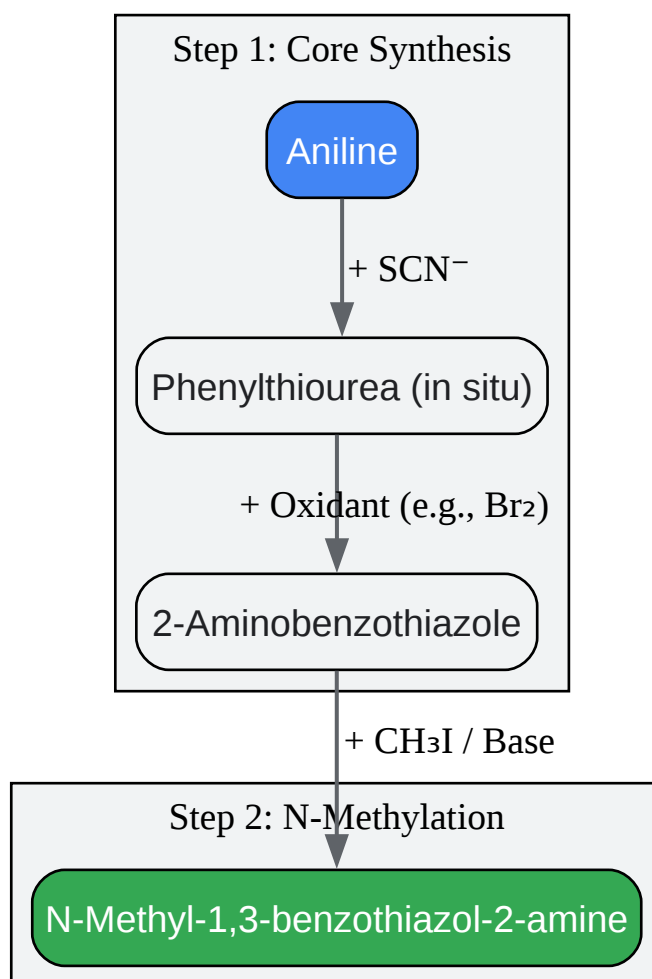 Step 1: Core Synthesis
Aniline
+ SCN⁻
Phenylthiourea (in situ)
+ Oxidant (e.g., Br₂)
2-Aminobenzothiazole
+ CH₃I / Base
Step 2: N-Methylation
N-Methyl-1,3-benzothiazol-2-amine